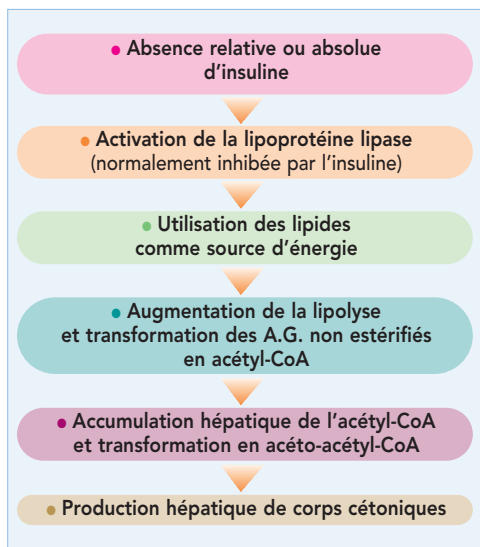 • Absence relative ou absolue
d'insuline
• Activation de la lipoprotéine lipase
(normalement inhibée par l'insuline)
• Utilisation des lipides
comme source d'énergie
• Augmentation de la lipolyse
et transformation des A.G. non estérifiés
en acétyl-CoA
• Accumulation hépatique de l'acétyl-CoA
et transformation en acéto-acétyl-CoA
• Production hépatique de corps cétoniques